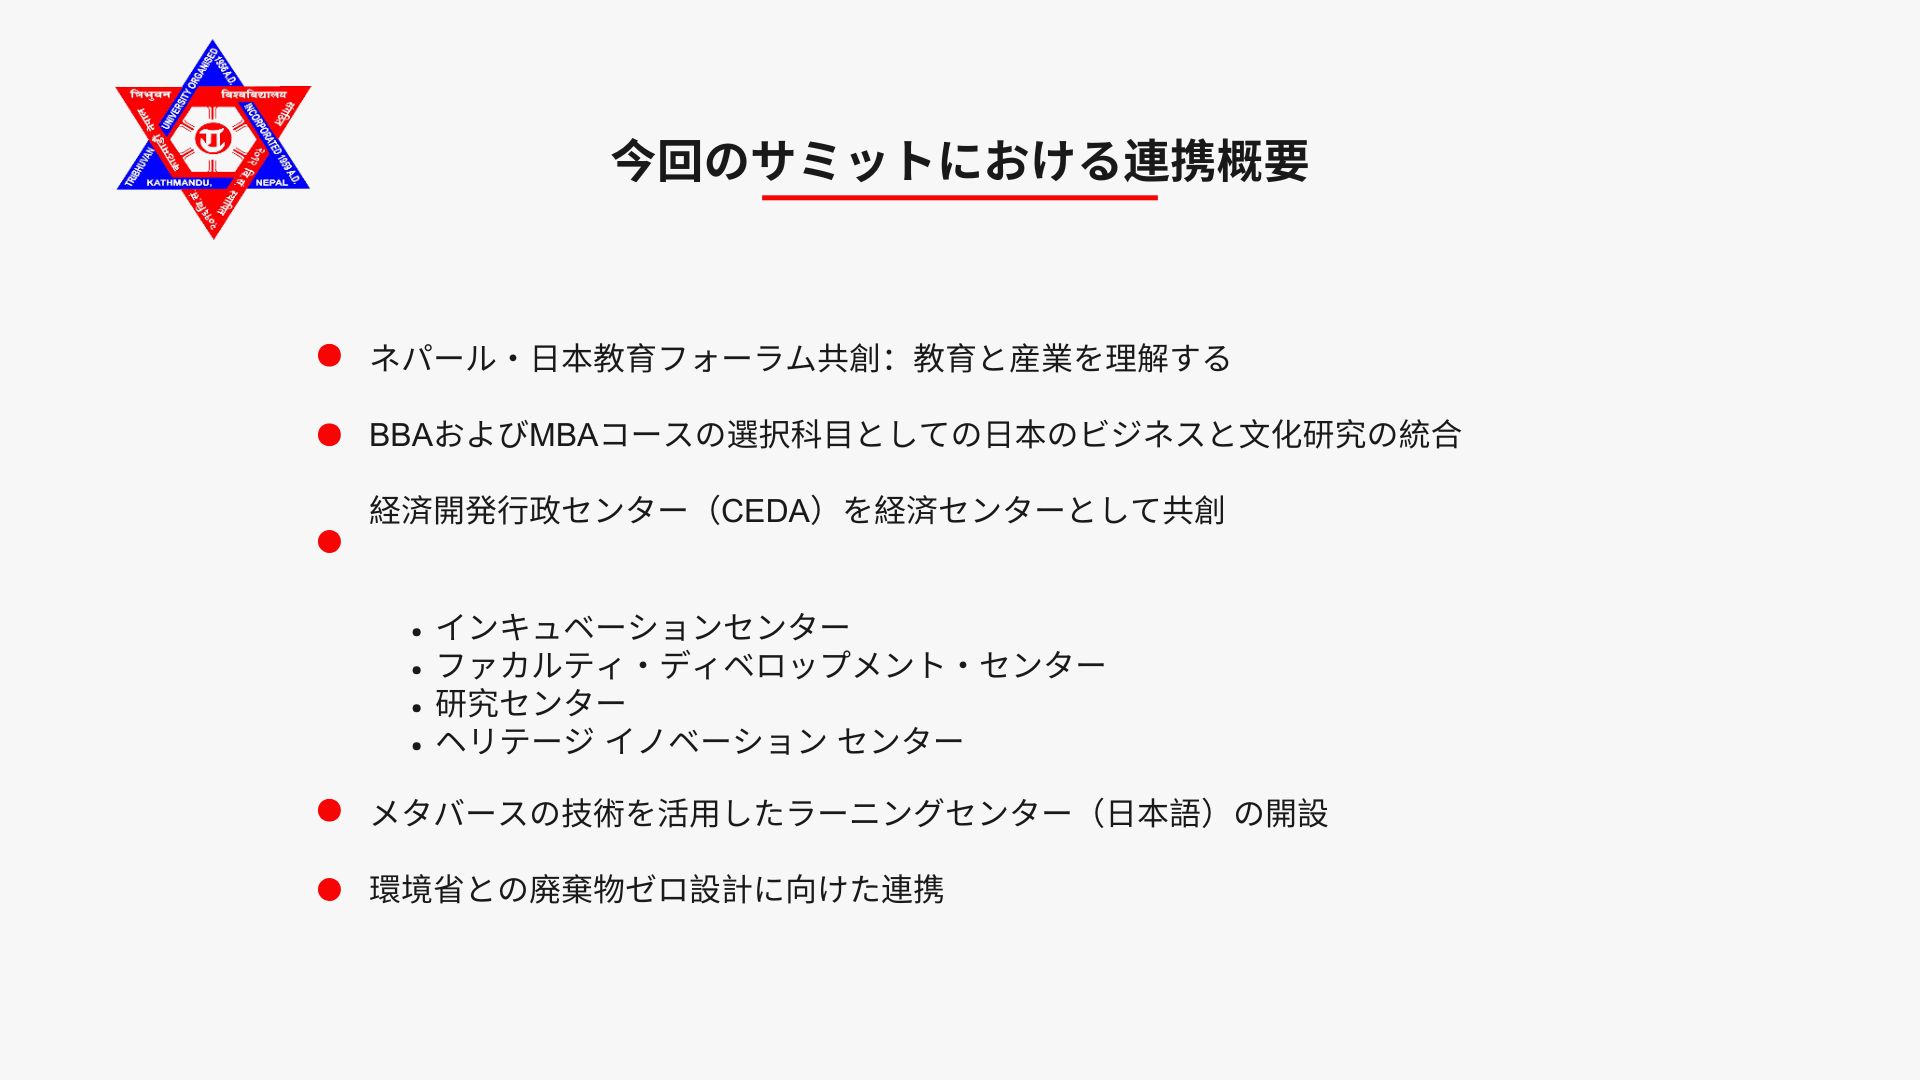 त्रिभुवन विश्वविद्यालय
UNIVERSITY ORGANISED 1956 A.D.
TRIBHUVAN INCORPORATED 1959 A.D.
KATHMANDU, NEPAL
今回のサミットにおける連携概要
ネパール・日本教育フォーラム共創：教育と産業を理解する
BBAおよびMBAコースの選択科目としての日本のビジネスと文化研究の統合
経済開発行政センター（CEDA）を経済センターとして共創
インキュベーションセンター
ファカルティ・ディベロップメント・センター
研究センター
ヘリテージ イノベーション センター
メタバースの技術を活用したラーニングセンター（日本語）の開設
環境省との廃棄物ゼロ設計に向けた連携